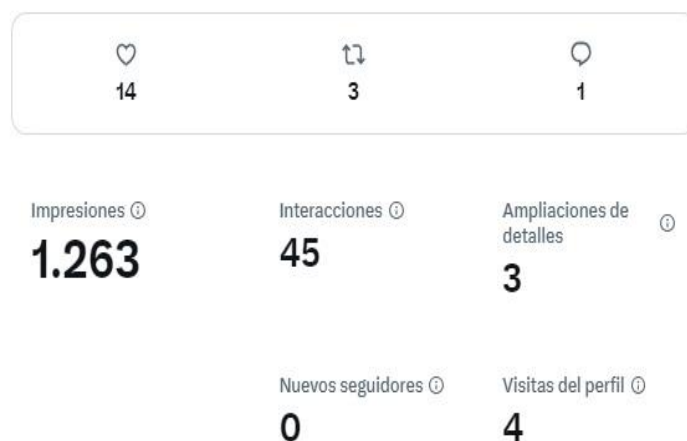 14 3 1
Impresiones Interacciones Ampliaciones de
detalles
1.263 45 3
Nuevos seguidores Visitas del perfil
0 4